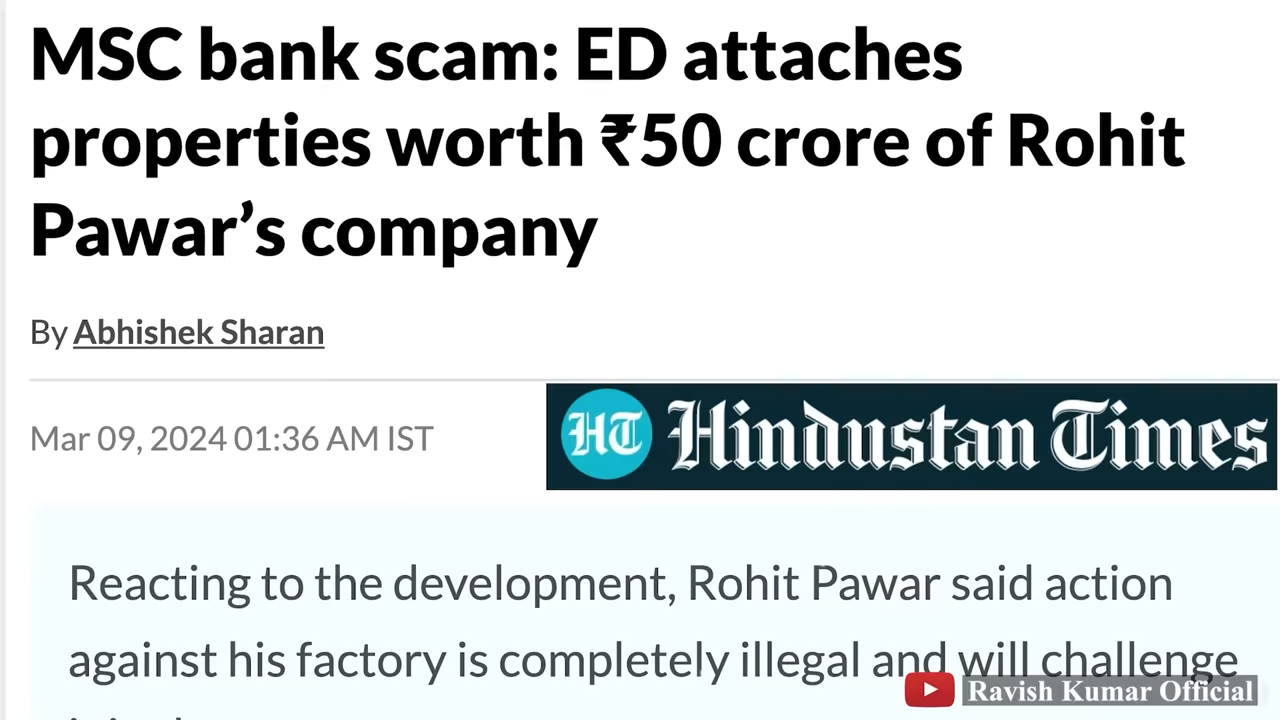 MSC bank scam: ED attaches
properties worth ₹50 crore of Rohit
Pawar’s company
By Abhishek Sharan
Mar 09, 2024 01:36 AM IST
HT Hindustan Times
Reacting to the development, Rohit Pawar said action
against his factory is completely illegal and will challenge
Ravish Kumar Official